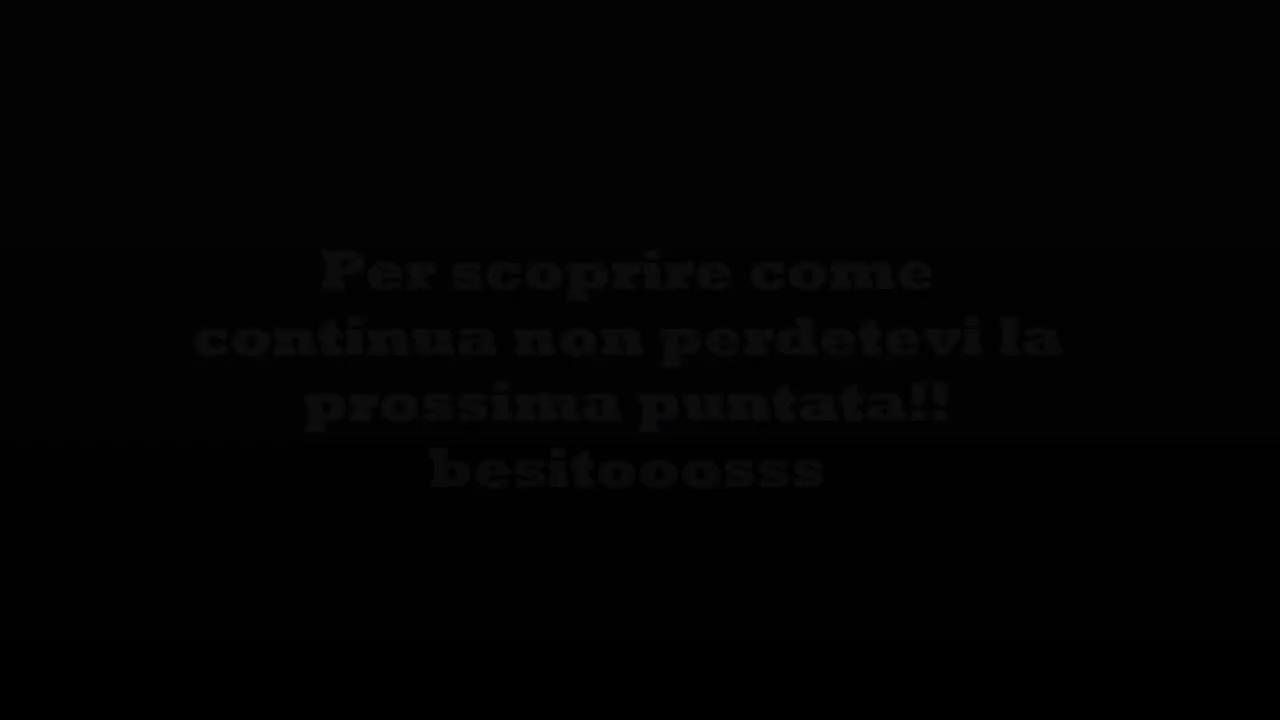 Per scoprire come
continua non perdetevi la
prossima puntata!!
besitooosss